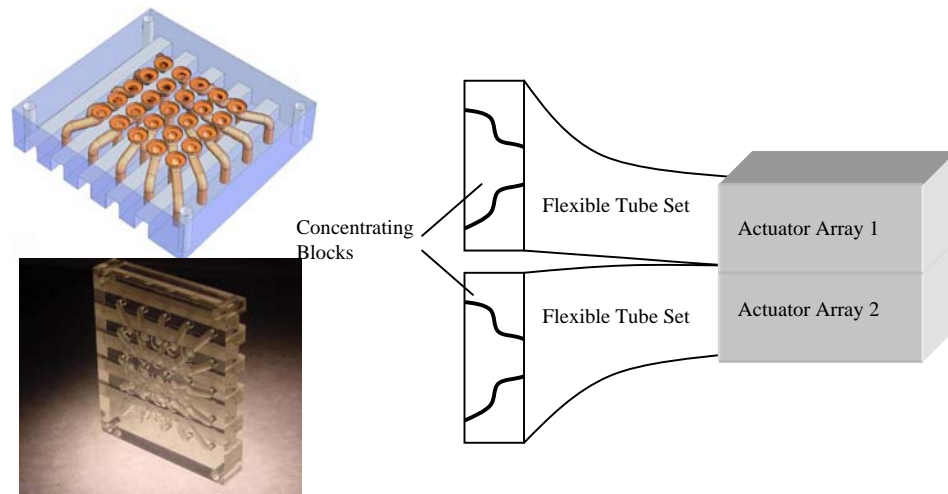 Concentrating
Blocks
Flexible Tube Set
Actuator Array 1
Flexible Tube Set
Actuator Array 2